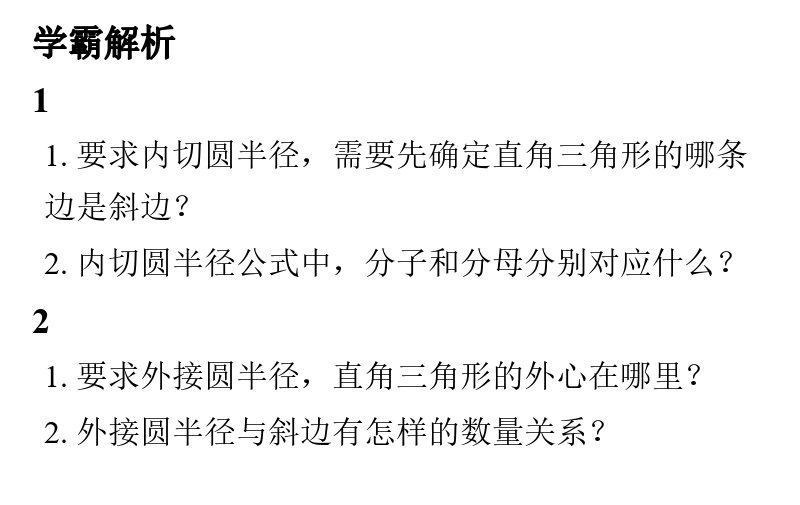 学霸解析
1
1. 要求内切圆半径，需要先确定直角三角形的哪条
边是斜边？
2. 内切圆半径公式中，分子和分母分别对应什么？
2
1. 要求外接圆半径，直角三角形的外心在哪里？
2. 外接圆半径与斜边有怎样的数量关系？